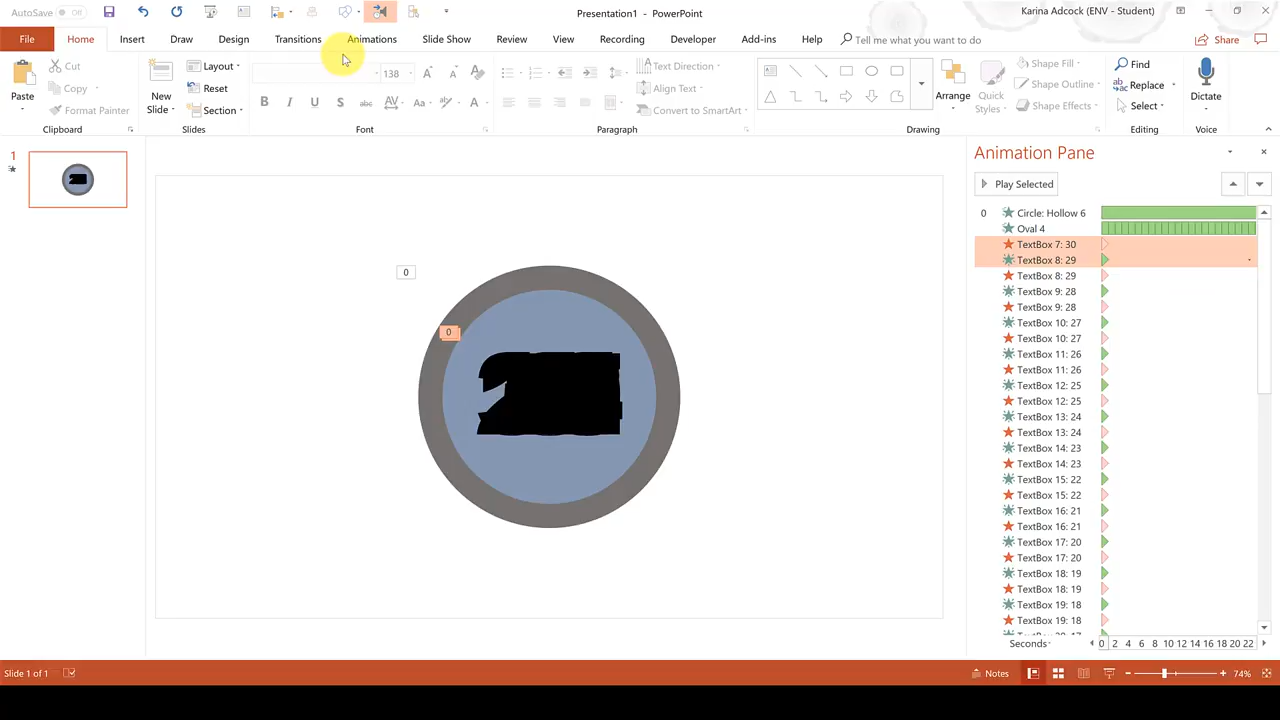 AutoSave Off
Presentation1 - PowerPoint
Karina Adcock (ENV - Student)
File Home Insert Draw Design Transitions Animations Slide Show Review View Recording Developer Add-ins Help Tell me what you want to do Share
Paste
Cut
Copy
Format Painter
Clipboard
New Slide
Layout
Reset
Section
Slides
138
Font
Text Direction
Align Text
Convert to SmartArt
Paragraph
Arrange
Quick Styles
Shape Fill
Shape Outline
Shape Effects
Drawing
Find
Replace
Select
Editing
Dictate
Voice
1
0
0
Animation Pane
Play Selected
0 Circle: Hollow 6
Oval 4
TextBox 7: 30
TextBox 8: 29
TextBox 8: 29
TextBox 9: 28
TextBox 9: 28
TextBox 10: 27
TextBox 10: 27
TextBox 11: 26
TextBox 11: 26
TextBox 12: 25
TextBox 12: 25
TextBox 13: 24
TextBox 13: 24
TextBox 14: 23
TextBox 14: 23
TextBox 15: 22
TextBox 15: 22
TextBox 16: 21
TextBox 16: 21
TextBox 17: 20
TextBox 17: 20
TextBox 18: 19
TextBox 18: 19
TextBox 19: 18
TextBox 19: 18
Seconds 0 2 4 6 8 10 12 14 16 18 20 22
Slide 1 of 1
Notes
74%